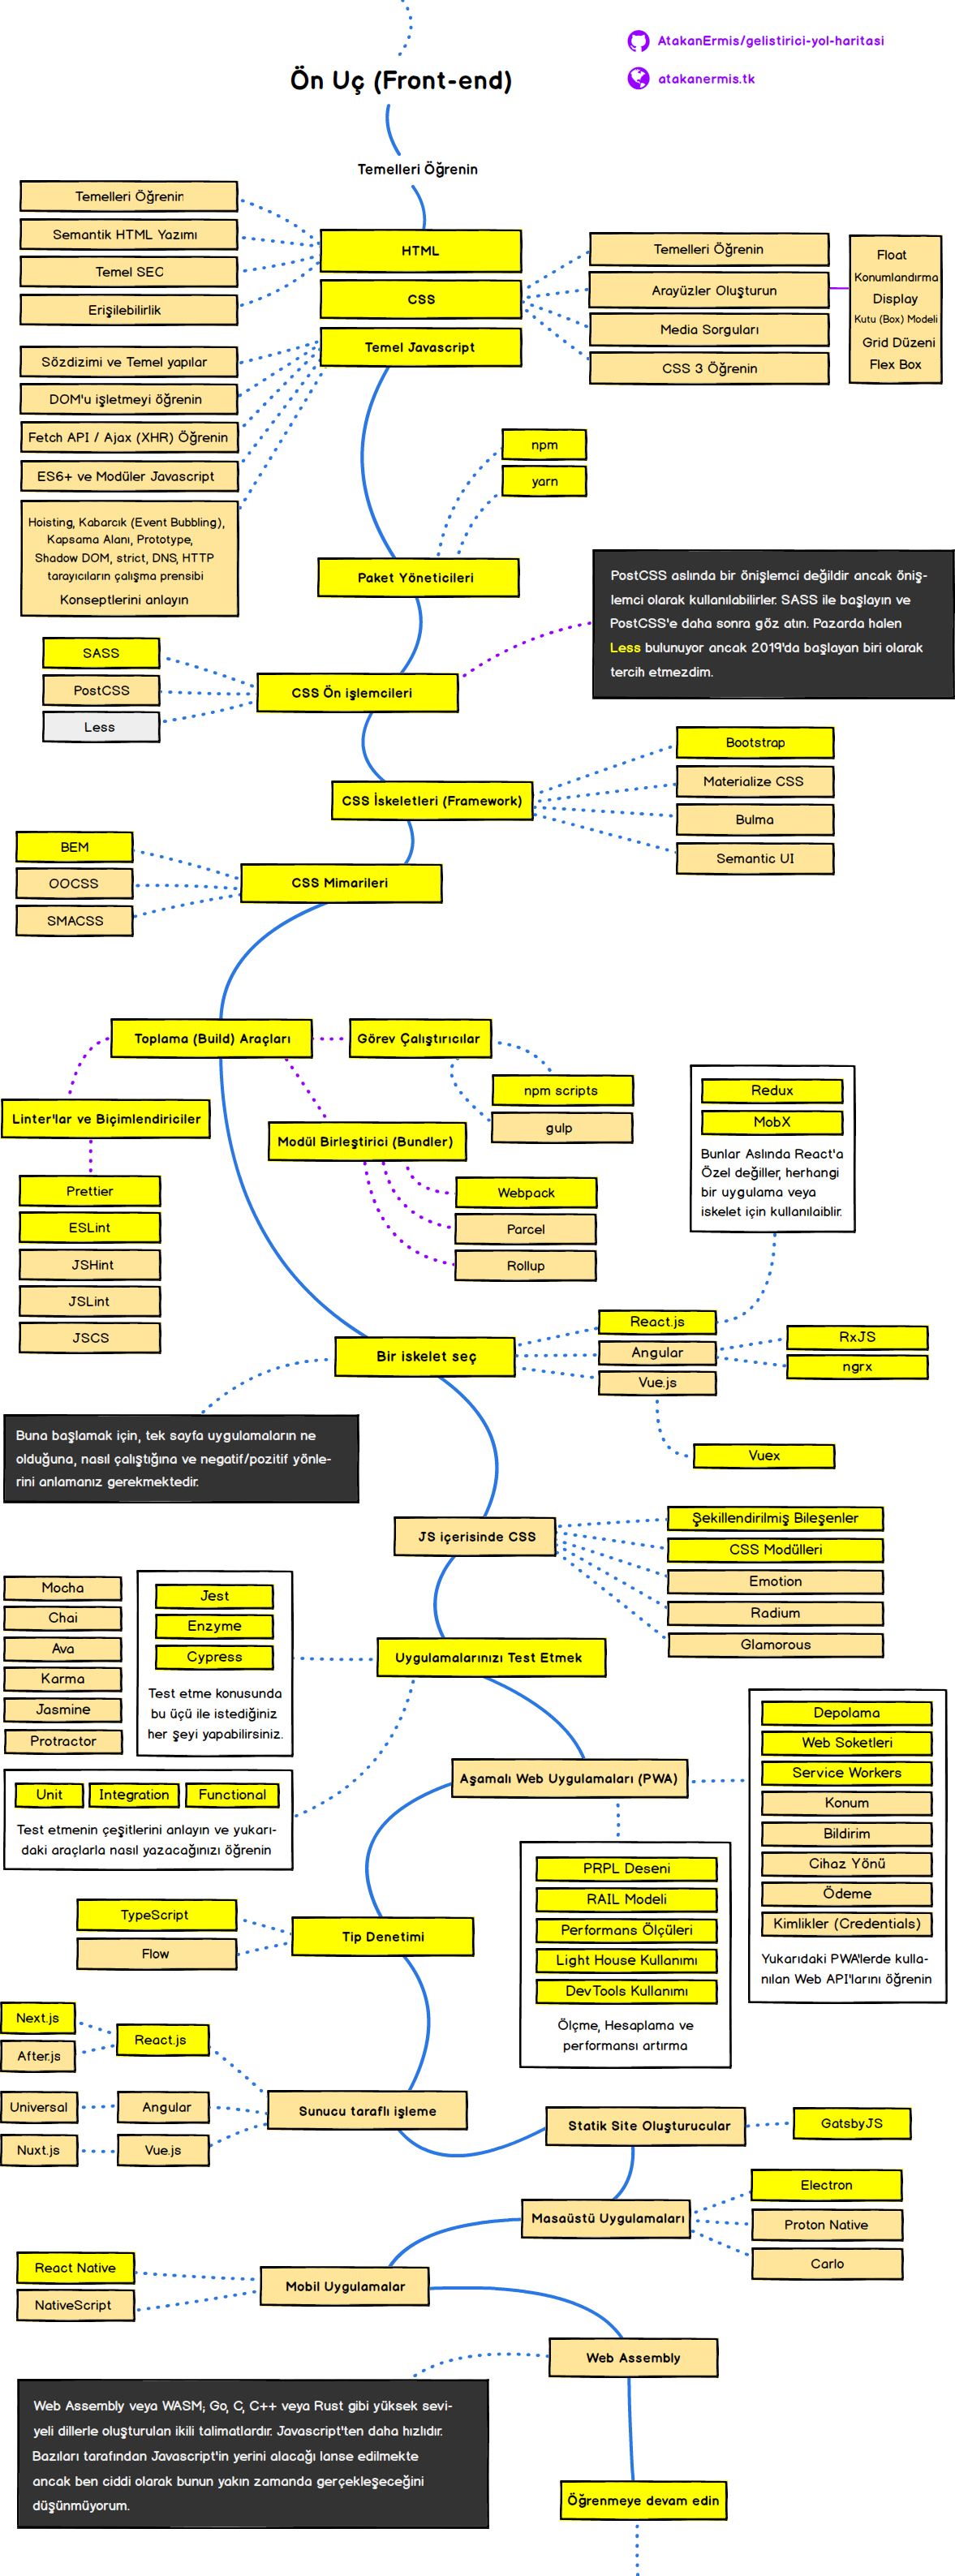 AtakanErmis/gelistirici-yol-haritasi
atakanermis.tk
Ön Uç (Front-end)
Temelleri Öğrenin
Temelleri Öğrenin
Semantik HTML Yazımı
Temel SEO
Erişilebilirlik
HTML
CSS
Temel Javascript
Temelleri Öğrenin
Arayüzler Oluşturun
Media Sorguları
CSS 3 Öğrenin
Float
Konumlandırma
Display
Kutu (Box) Modeli
Grid Düzeni
Flex Box
Sözdizimi ve Temel yapılar
DOM'u işletmeyi öğrenin
Fetch API / Ajax (XHR) Öğrenin
ES6+ ve Modüler Javascript
Hoisting, Kabarcık (Event Bubbling),
Kapsama Alanı, Prototype,
Shadow DOM, strict, DNS, HTTP
tarayıcıların çalışma prensibi
Konseptlerini anlayın
npm
yarn
Paket Yöneticileri
PostCSS aslında bir önişlemci değildir ancak öniş-
lemci olarak kullanılabilirler. SASS ile başlayın ve
PostCSS'e daha sonra göz atın. Pazarda halen
Less bulunuyor ancak 2019'da başlayan biri olarak
tercih etmezdim.
SASS
PostCSS
Less
CSS Ön işlemcileri
CSS İskeletleri (Framework)
Bootstrap
Materialize CSS
Bulma
Semantic UI
BEM
OOCSS
SMACSS
CSS Mimarileri
Toplama (Build) Araçları
Görev Çalıştırıcılar
npm scripts
gulp
Linter'lar ve Biçimlendiriciler
Modül Birleştirici (Bundler)
Prettier
ESLint
JSHint
JSLint
JSCS
Webpack
Parcel
Rollup
Redux
MobX
Bunlar Aslında React'a
Özel değiller, herhangi
bir uygulama veya
iskelet için kullanılaiblir.
Bir iskelet seç
React.js
Angular
Vue.js
RxJS
ngrx
Vuex
Buna başlamak için, tek sayfa uygulamaların ne
olduğuna, nasıl çalıştığına ve negatif/pozitif yönle-
rini anlamanız gerekmektedir.
JS içerisinde CSS
Şekillendirilmiş Bileşenler
CSS Modülleri
Emotion
Radium
Glamorous
Mocha
Chai
Ava
Karma
Jasmine
Protractor
Jest
Enzyme
Cypress
Test etme konusunda
bu üçü ile istediğiniz
her şeyi yapabilirsiniz.
Uygulamalarınızı Test Etmek
Unit
Integration
Functional
Test etmenin çeşitlerini anlayın ve yukarı-
daki araçlarla nasıl yazacağınızı öğrenin
Aşamalı Web Uygulamaları (PWA)
Depolama
Web Soketleri
Service Workers
Konum
Bildirim
Cihaz Yönü
Ödeme
Kimlikler (Credentials)
Yukarıdaki PWA'lerde kulla-
nılan Web API'larını öğrenin
PRPL Deseni
RAIL Modeli
Performans Ölçüleri
Light House Kullanımı
DevTools Kullanımı
Ölçme, Hesaplama ve
performansı artırma
TypeScript
Flow
Tip Denetimi
Next.js
After.js
React.js
Universal
Angular
Nuxt.js
Vue.js
Sunucu taraflı işleme
Statik Site Oluşturucular
GatsbyJS
Masaüstü Uygulamaları
Electron
Proton Native
Carlo
React Native
NativeScript
Mobil Uygulamalar
Web Assembly
Web Assembly veya WASM; Go, C, C++ veya Rust gibi yüksek sevi-
yeli dillerle oluşturulan ikili talimatlardır. Javascript'ten daha hızlıdır.
Bazıları tarafından Javascript'in yerini alacağı lanse edilmekte
ancak ben ciddi olarak bunun yakın zamanda gerçekleşeceğini
düşünmüyorum.
Öğrenmeye devam edin